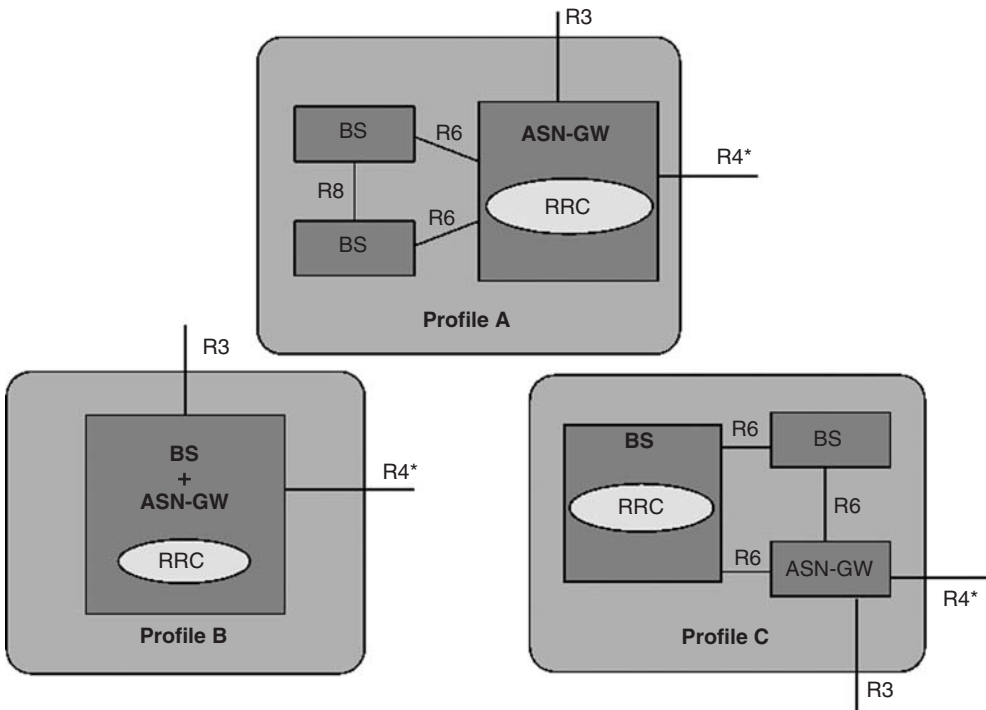 R3
BS
R6
ASN-GW
R4*
R8
RRC
R6
BS
Profile A
R3
BS
+
ASN-GW
R4*
RRC
Profile B
BS
R6
BS
RRC
R6
R6
ASN-GW
R4*
Profile C
R3